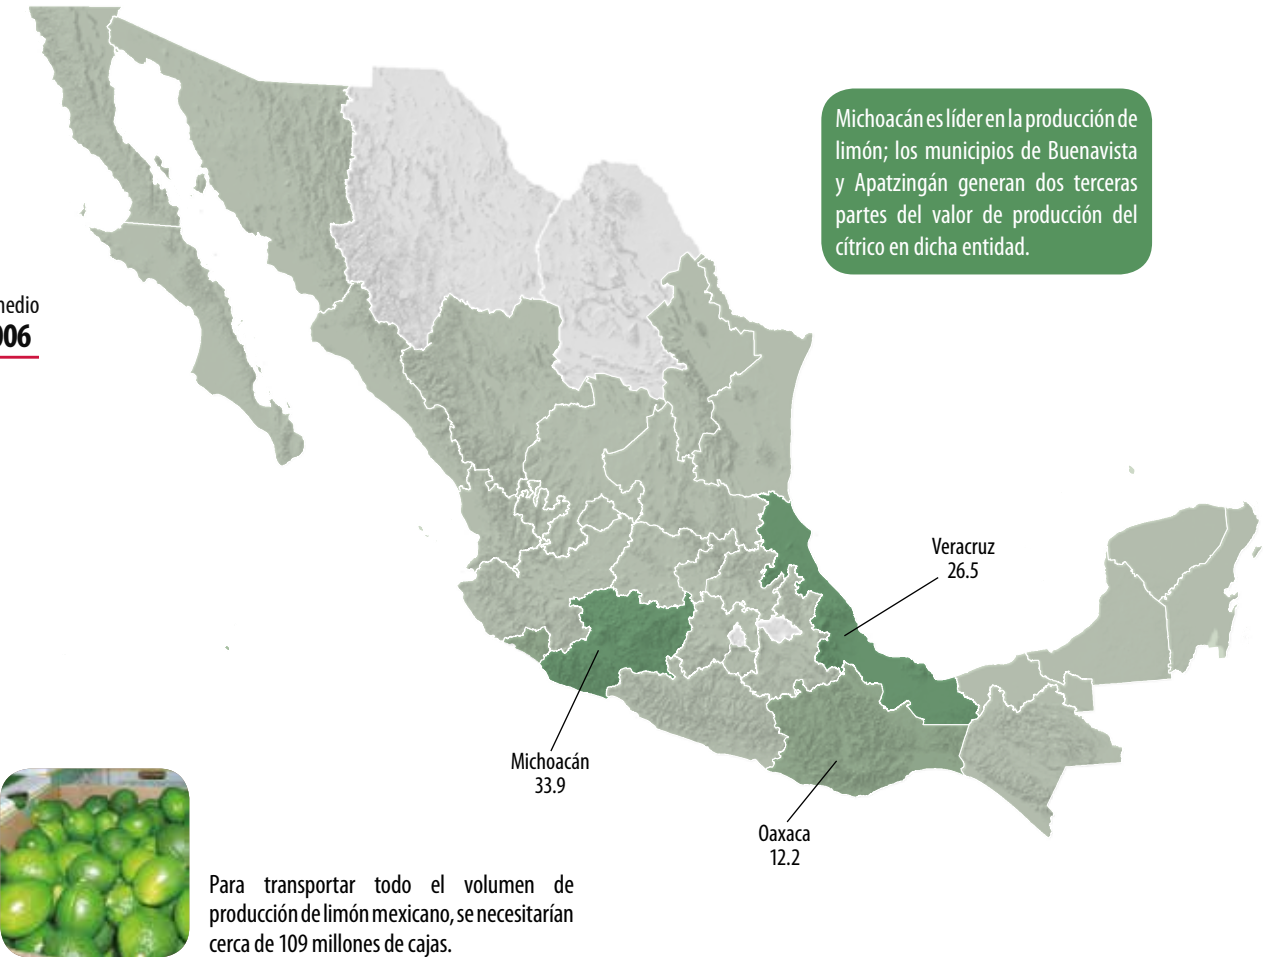 Michoacán es líder en la producción de
limón; los municipios de Buenavista
y Apatzingán generan dos terceras
partes del valor de producción del
cítrico en dicha entidad.
Veracruz
26.5
Michoacán
33.9
Oaxaca
12.2
Para transportar todo el volumen de
producción de limón mexicano, se necesitarían
cerca de 109 millones de cajas.